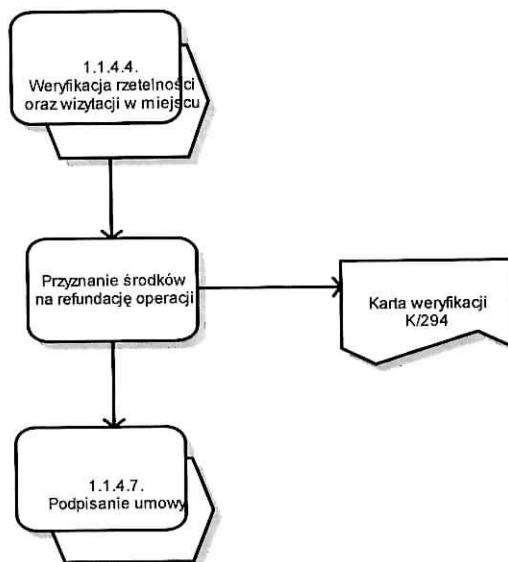 1.1.4.4.
Weryfikacja rzetelności
oraz wizylacji w miejscu
Przyznanie środków
na refundację operacji
Karta weryfikacji
K/294
1.1.4.7.
Podpisanie umowy